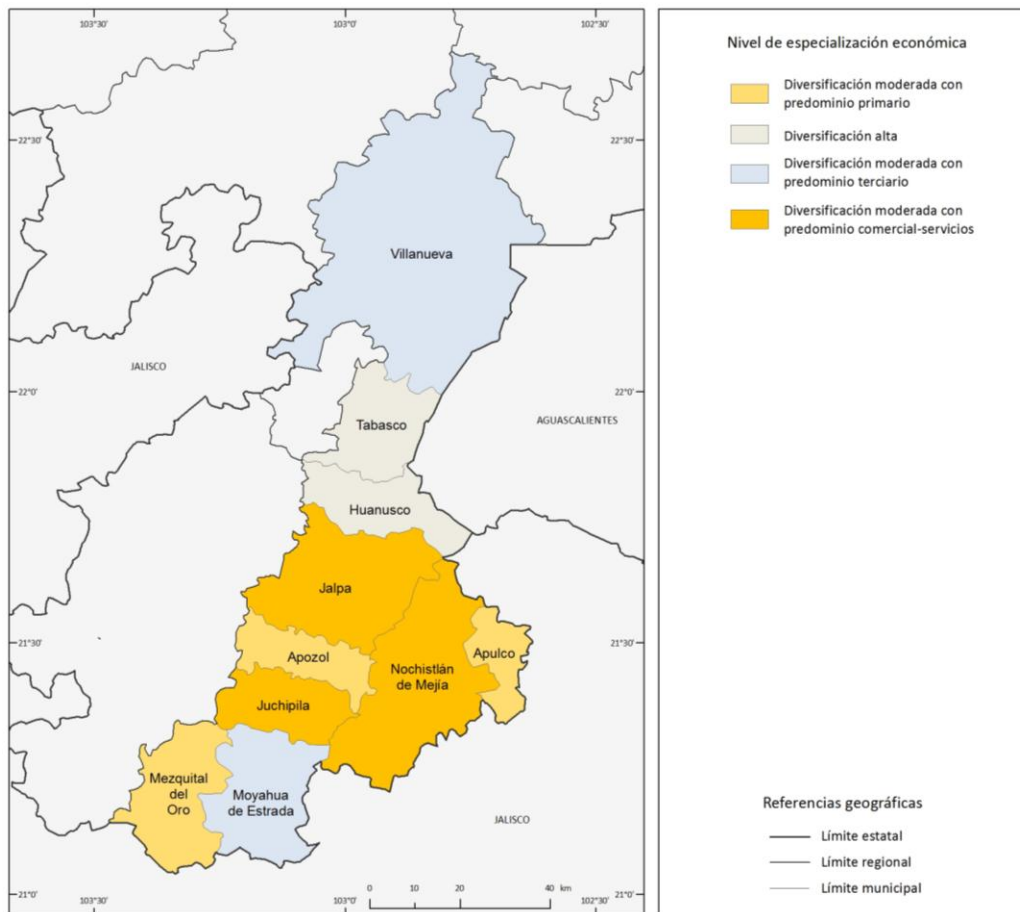 103°30'
103°0'
102°30'
22°30'
22°30'
Villanueva
JALISCO
22°0'
22°0'
Tabasco
AGUASCALIENTES
Huanusco
Jalpa
21°30'
21°30'
Apozol
Apulco
Nochistlán
de Mejía
Juchipila
Mezquital
del
Oro
Moyahua
de Estrada
JALISCO
21°0'
21°0'
0 10 20 40 km
103°30'
103°0'
102°30'
Nivel de especialización económica
Diversificación moderada con
predominio primario
Diversificación alta
Diversificación moderada con
predominio terciario
Diversificación moderada con
predominio comercial-servicios
Referencias geográficas
Límite estatal
Límite regional
Límite municipal